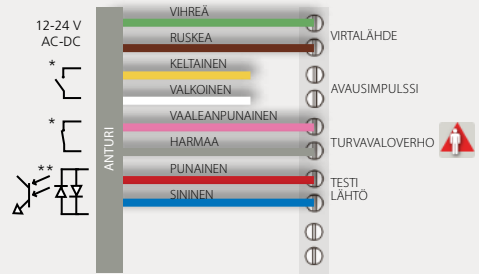 12-24 V
AC-DC
*
*
**
ANTURI
VIHREÄ
RUSKEA
KELTAINEN
VALKOINEN
VAALEANPUNAINEN
HARMAA
PUNAINEN
SININEN
VIRTALÄHDE
AVAUSIMPULSSI
TURVAVALOVERHO
TESTI
LÄHTÖ